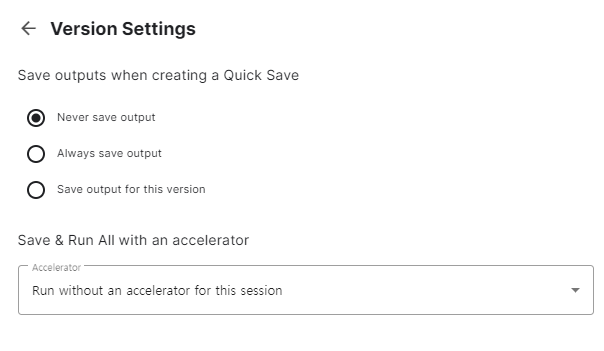 Version Settings
Save outputs when creating a Quick Save
Never save output
Always save output
Save output for this version
Save & Run All with an accelerator
Accelerator
Run without an accelerator for this session